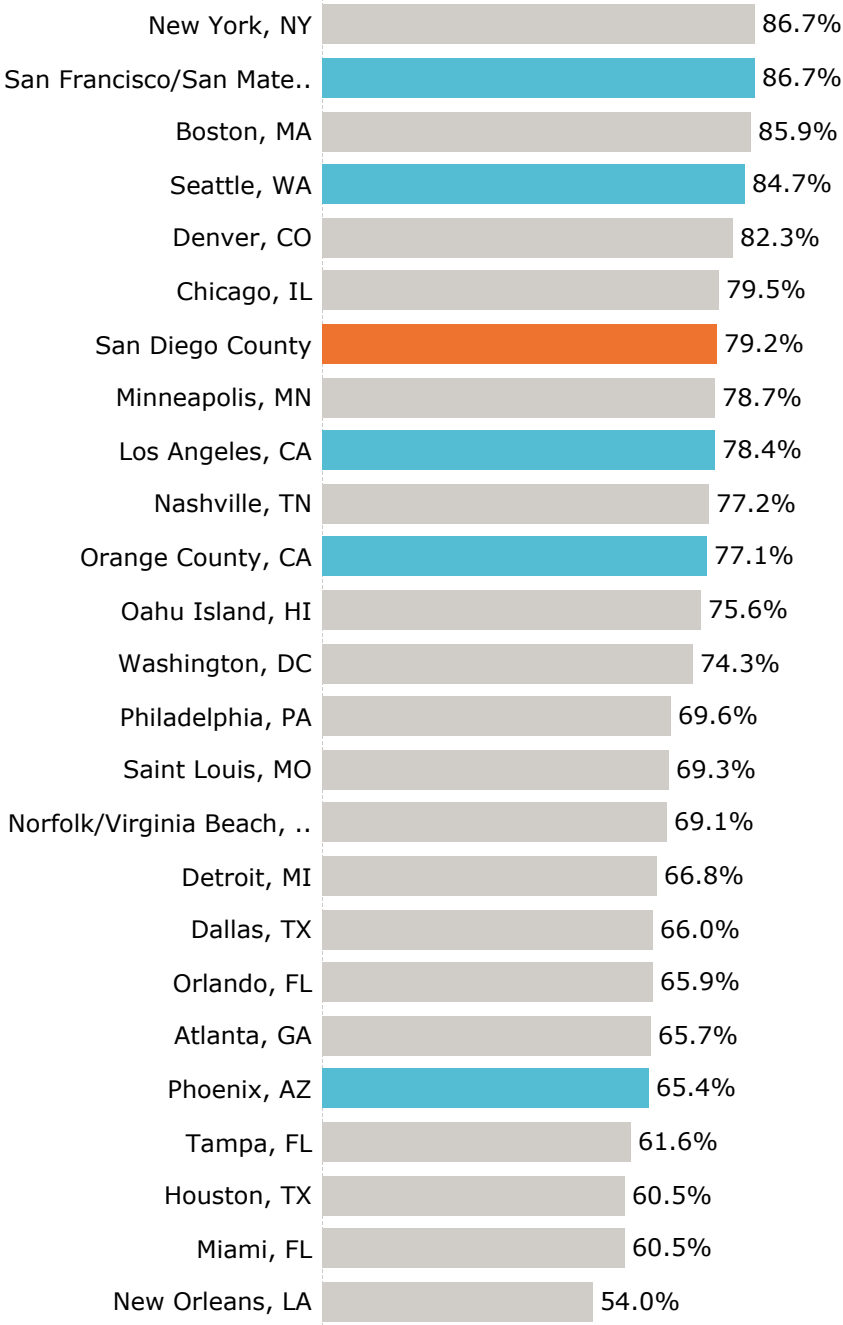 New York, NY 86.7%
San Francisco/San Mate.. 86.7%
Boston, MA 85.9%
Seattle, WA 84.7%
Denver, CO 82.3%
Chicago, IL 79.5%
San Diego County 79.2%
Minneapolis, MN 78.7%
Los Angeles, CA 78.4%
Nashville, TN 77.2%
Orange County, CA 77.1%
Oahu Island, HI 75.6%
Washington, DC 74.3%
Philadelphia, PA 69.6%
Saint Louis, MO 69.3%
Norfolk/Virginia Beach, .. 69.1%
Detroit, MI 66.8%
Dallas, TX 66.0%
Orlando, FL 65.9%
Atlanta, GA 65.7%
Phoenix, AZ 65.4%
Tampa, FL 61.6%
Houston, TX 60.5%
Miami, FL 60.5%
New Orleans, LA 54.0%